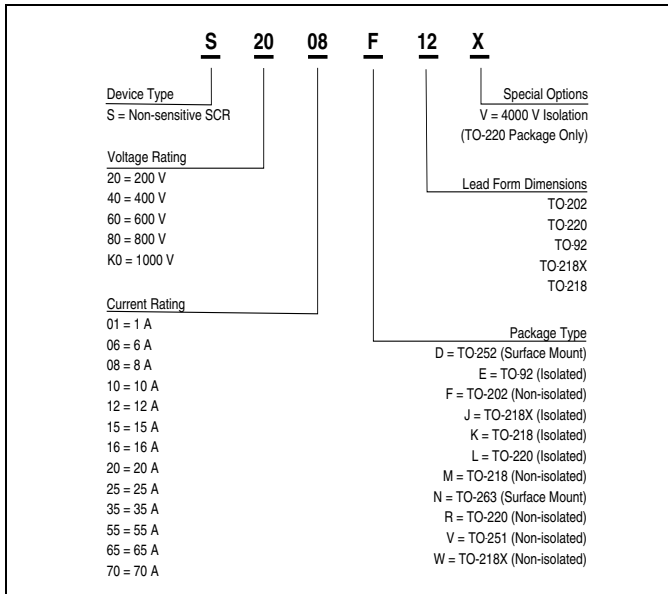 S 20 08 F 12 X
Device Type
S = Non-sensitive SCR
Voltage Rating
20 = 200 V
40 = 400 V
60 = 600 V
80 = 800 V
K0 = 1000 V
Current Rating
01 = 1 A
06 = 6 A
08 = 8 A
10 = 10 A
12 = 12 A
15 = 15 A
16 = 16 A
20 = 20 A
25 = 25 A
35 = 35 A
55 = 55 A
65 = 65 A
70 = 70 A
Special Options
V = 4000 V Isolation
(TO-220 Package Only)
Lead Form Dimensions
TO-202
TO-220
TO-92
TO-218X
TO-218
Package Type
D = TO-252 (Surface Mount)
E = TO-92 (Isolated)
F = TO-202 (Non-isolated)
J = TO-218X (Isolated)
K = TO-218 (Isolated)
L = TO-220 (Isolated)
M = TO-218 (Non-isolated)
N = TO-263 (Surface Mount)
R = TO-220 (Non-isolated)
V = TO-251 (Non-isolated)
W = TO-218X (Non-isolated)